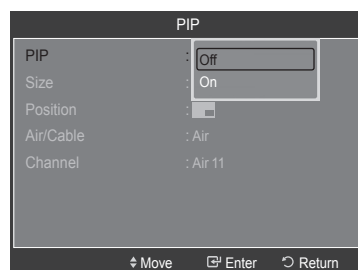 PIP
PIP : Off
Size : On
Position :
Air/Cable : Air
Channel : Air 11
Move Enter Return